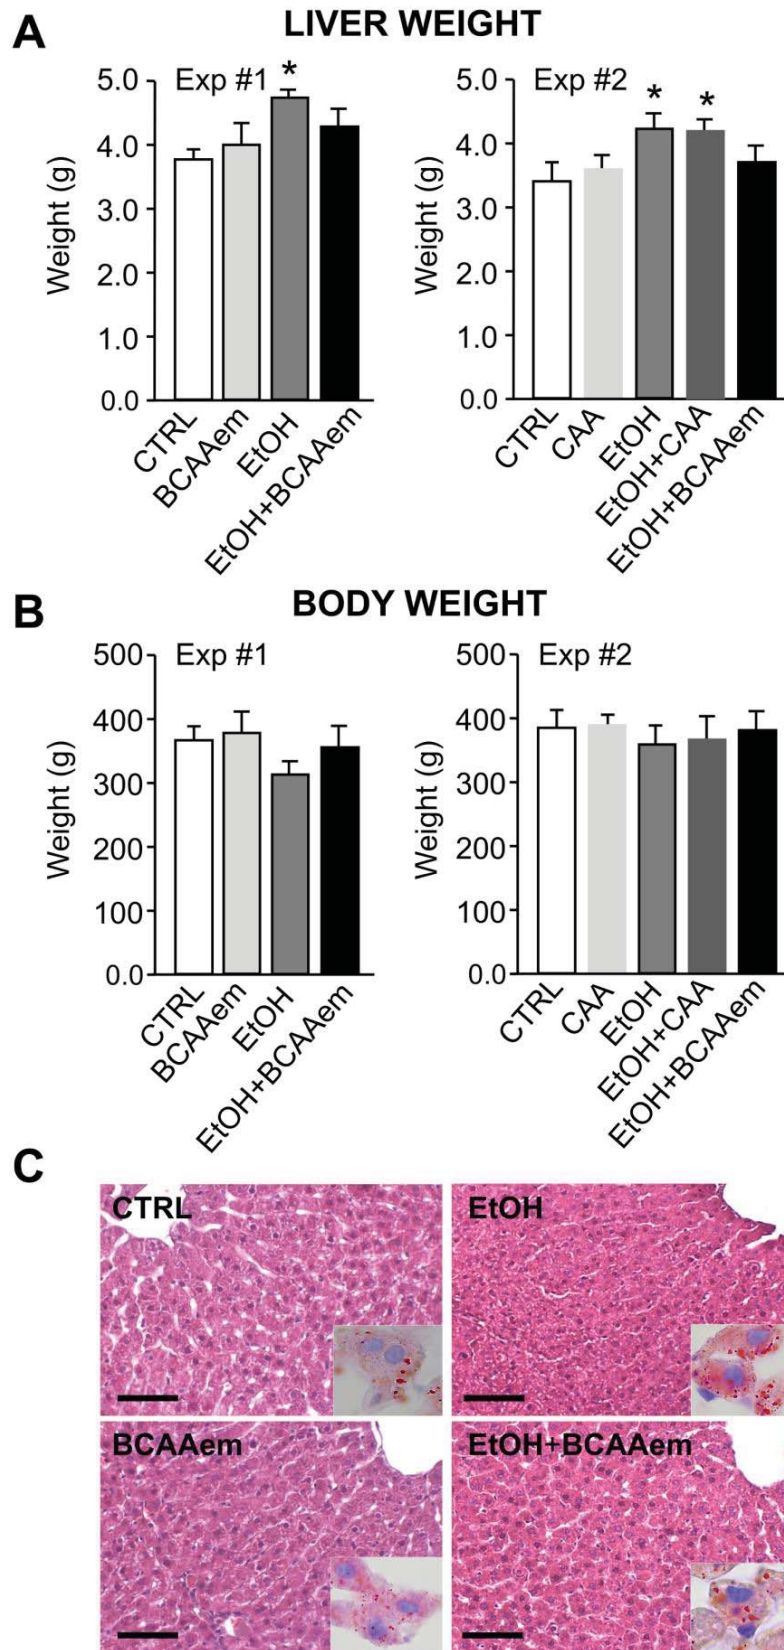 A
LIVER WEIGHT
Exp #1
*
Weight (g)
5.0
4.0
3.0
2.0
1.0
0.0
CTRL
BCAAem
EtOH
EtOH+BCAAem
Exp #2
*
*
Weight (g)
5.0
4.0
3.0
2.0
1.0
0.0
CTRL
CAA
EtOH
EtOH+CAA
EtOH+BCAAem
B
BODY WEIGHT
Exp #1
Weight (g)
500
400
300
200
100
0.0
CTRL
BCAAem
EtOH
EtOH+BCAAem
Exp #2
Weight (g)
500
400
300
200
100
0.0
CTRL
CAA
EtOH
EtOH+CAA
EtOH+BCAAem
C
CTRL
EtOH
BCAAem
EtOH+BCAAem